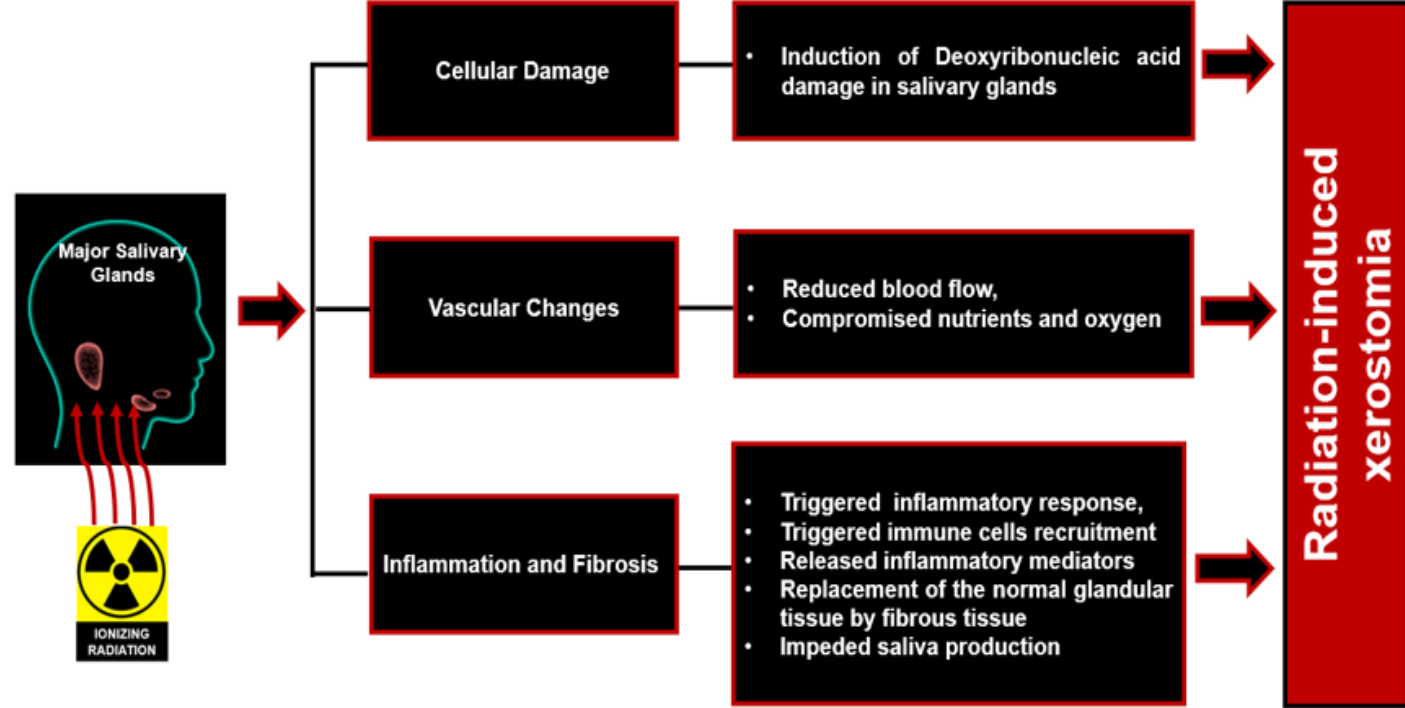 Major Salivary
Glands
IONIZING
RADIATION
Cellular Damage
• Induction of Deoxyribonucleic acid
damage in salivary glands
Vascular Changes
• Reduced blood flow,
• Compromised nutrients and oxygen
Inflammation and Fibrosis
• Triggered inflammatory response,
• Triggered immune cells recruitment
• Released inflammatory mediators
• Replacement of the normal glandular
tissue by fibrous tissue
• Impeded saliva production
Radiation-induced
xerostomia